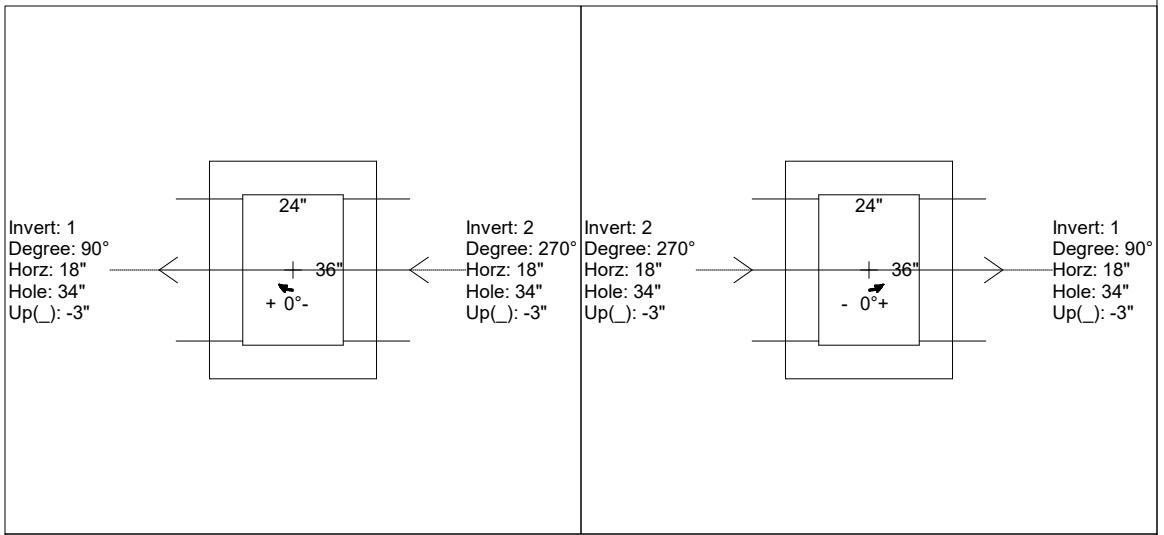 24"
Invert: 1
Degree: 90°
Horz: 18"
Hole: 34"
Up(_): -3"
36"
+ 0°-
Invert: 2
Degree: 270°
Horz: 18"
Hole: 34"
Up(_): -3"
Invert: 2
Degree: 270°
Horz: 18"
Hole: 34"
Up(_): -3"
24"
36"
- 0°+
Invert: 1
Degree: 90°
Horz: 18"
Hole: 34"
Up(_): -3"